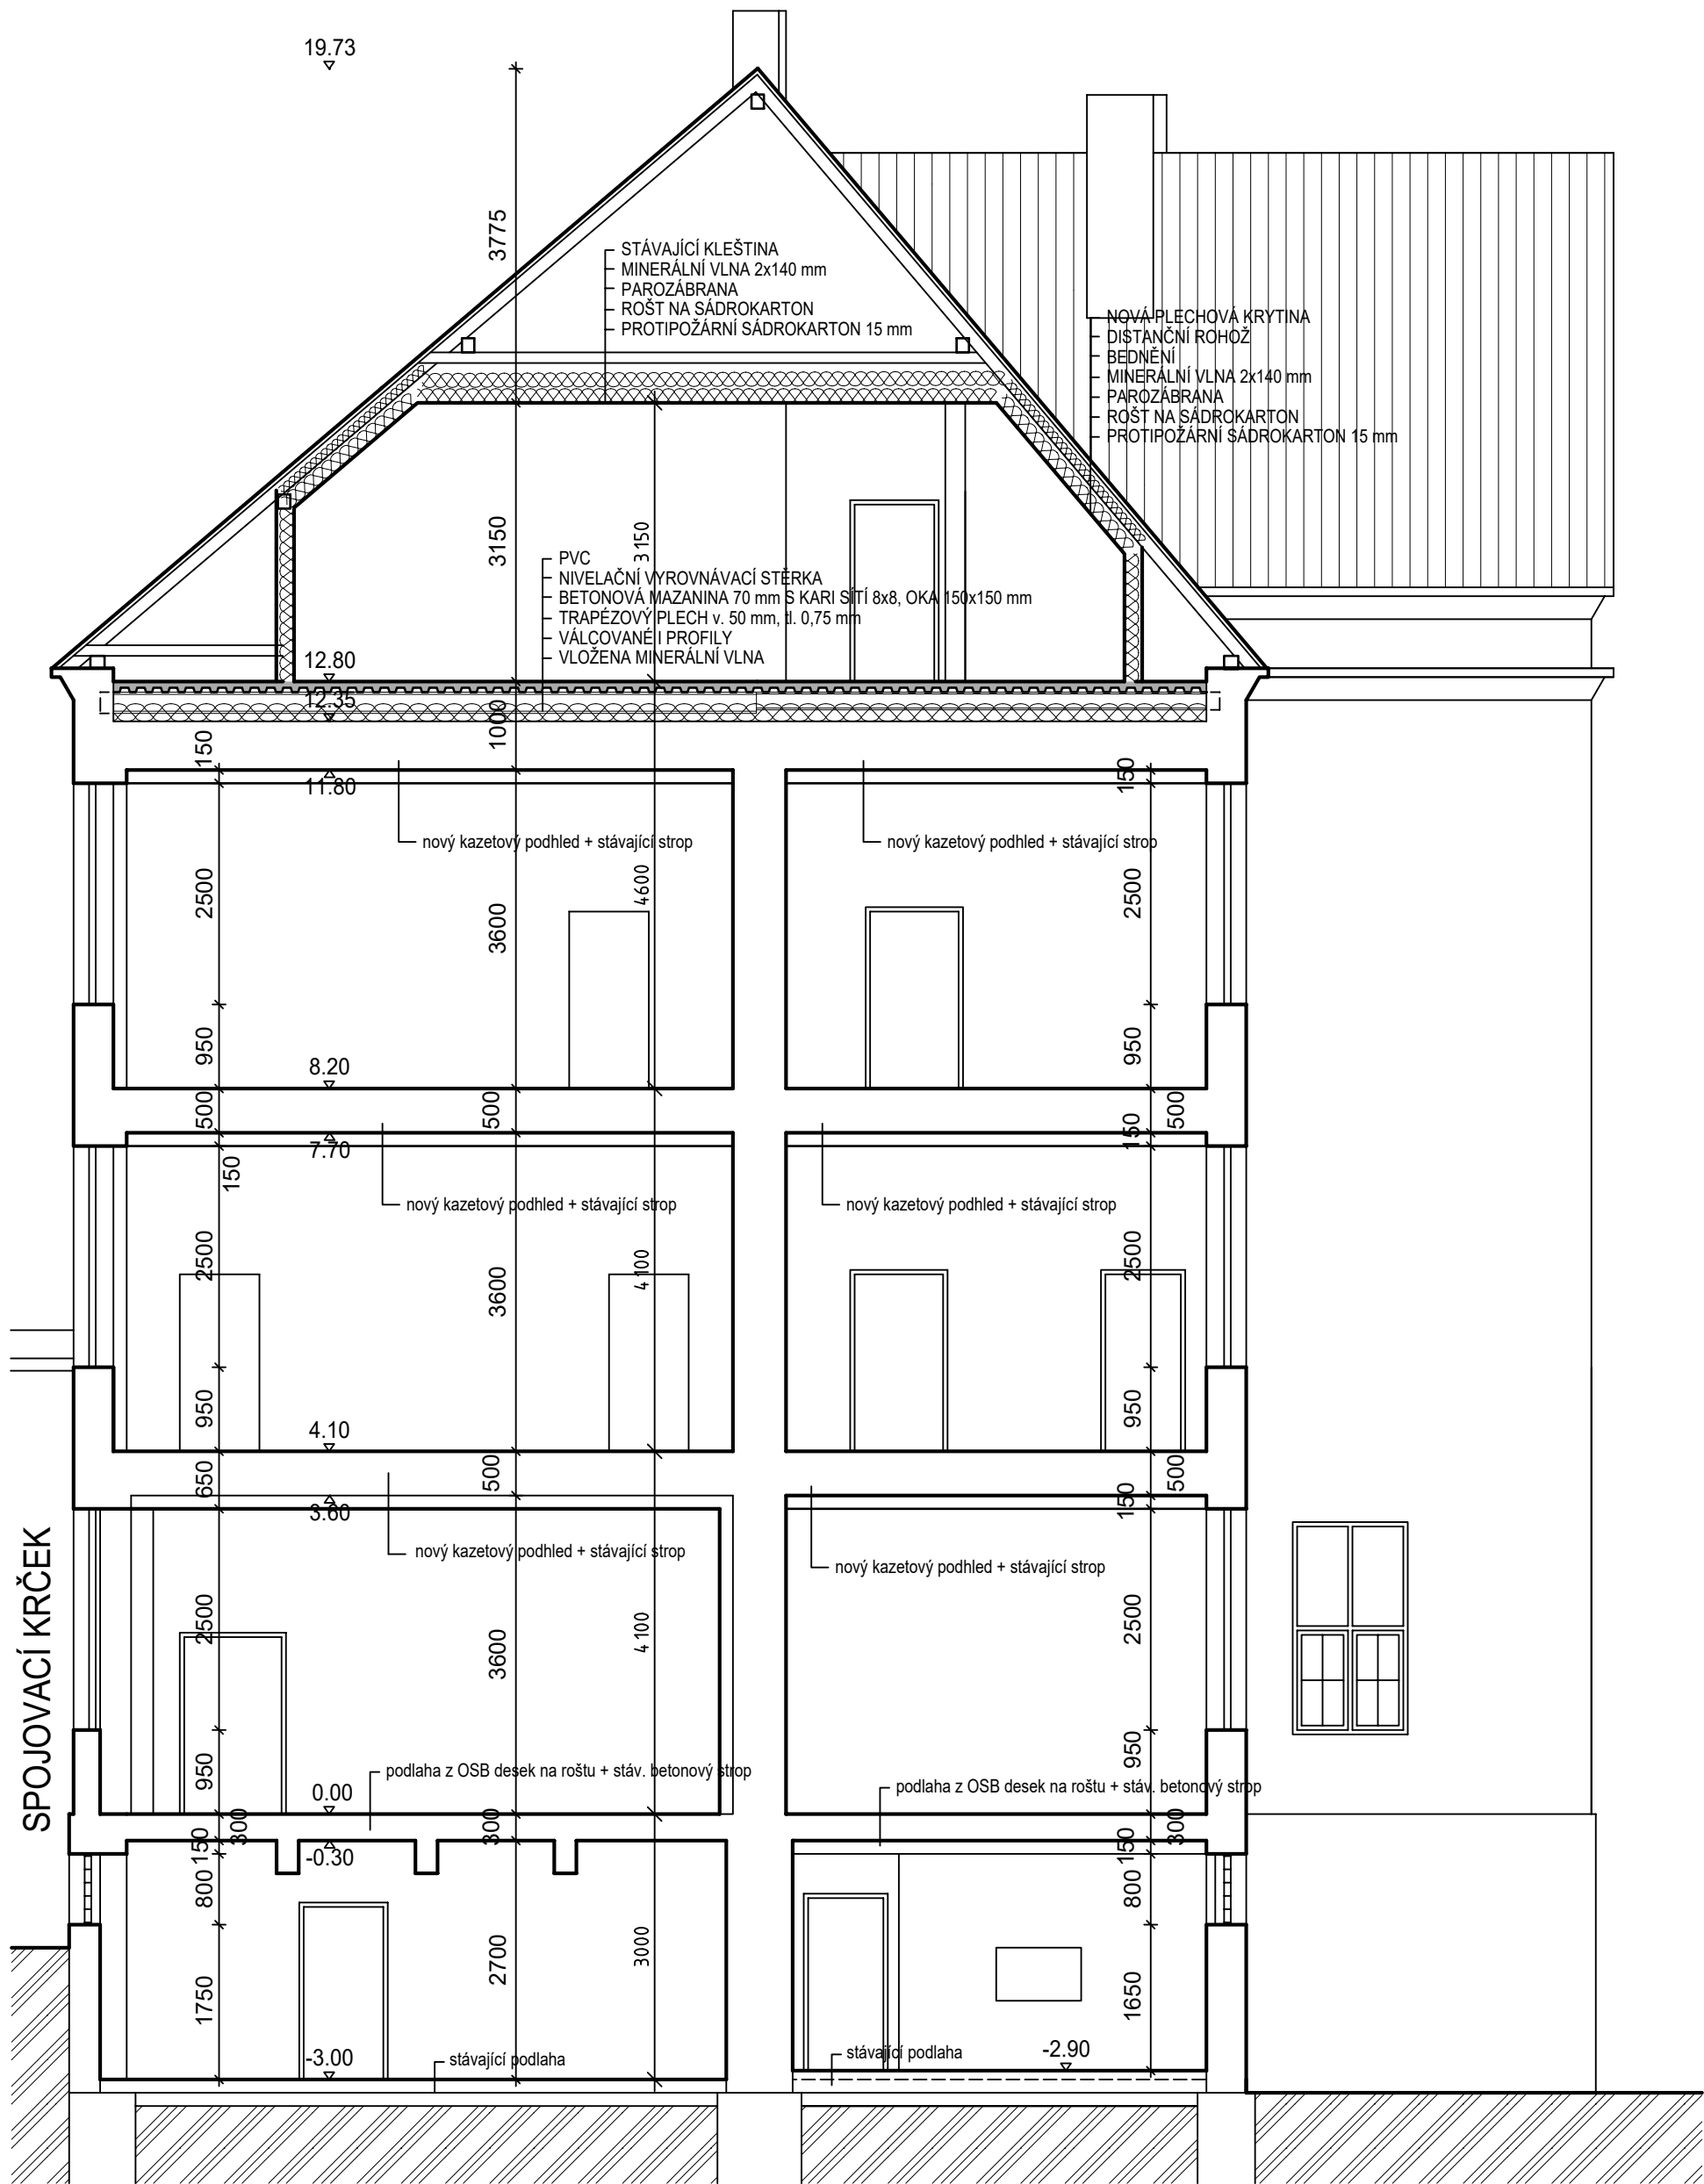 19.73
3775
STÁVAJÍCÍ KLEŠTINA
MINERÁLNÍ VLNA 2x140 mm
PAROZÁBRANA
ROŠT NA SÁDROKARTON
PROTIPOŽÁRNÍ SÁDROKARTON 15 mm
NOVÁ PLECHOVÁ KRYTINA
DISTANČNÍ ROHOŽ
BEDNĚNÍ
MINERÁLNÍ VLNA 2x140 mm
PAROZÁBRANA
ROŠT NA SÁDROKARTON
PROTIPOŽÁRNÍ SÁDROKARTON 15 mm
3150
3150
PVC
NIVELAČNÍ VYROVNÁVACÍ STĚRKA
BETONOVÁ MAZANINA 70 mm S KARI SÍTÍ 8x8, OKA 150x150 mm
TRAPÉZOVÝ PLECH v. 50 mm, tl. 0,75 mm
VÁLCOVANÉ I PROFILY
VLOŽENA MINERÁLNÍ VLNA
12.80
12.35
1000
150
11.80
150
nový kazetový podhled + stávající strop
nový kazetový podhled + stávající strop
2500
3600
4600
2500
950
950
8.20
500
500
500
7.70
150
150
nový kazetový podhled + stávající strop
nový kazetový podhled + stávající strop
2500
3600
4100
2500
950
950
4.10
650
500
500
3.60
150
nový kazetový podhled + stávající strop
nový kazetový podhled + stávající strop
SPOJOVACÍ KRČEK
2500
3600
4100
2500
950
950
podlaha z OSB desek na roštu + stáv. betonový strop
podlaha z OSB desek na roštu + stáv. betonový strop
0.00
300
300
300
150
-0.30
150
800
800
1750
2700
3000
1650
-3.00
stávající podlaha
stávající podlaha
-2.90